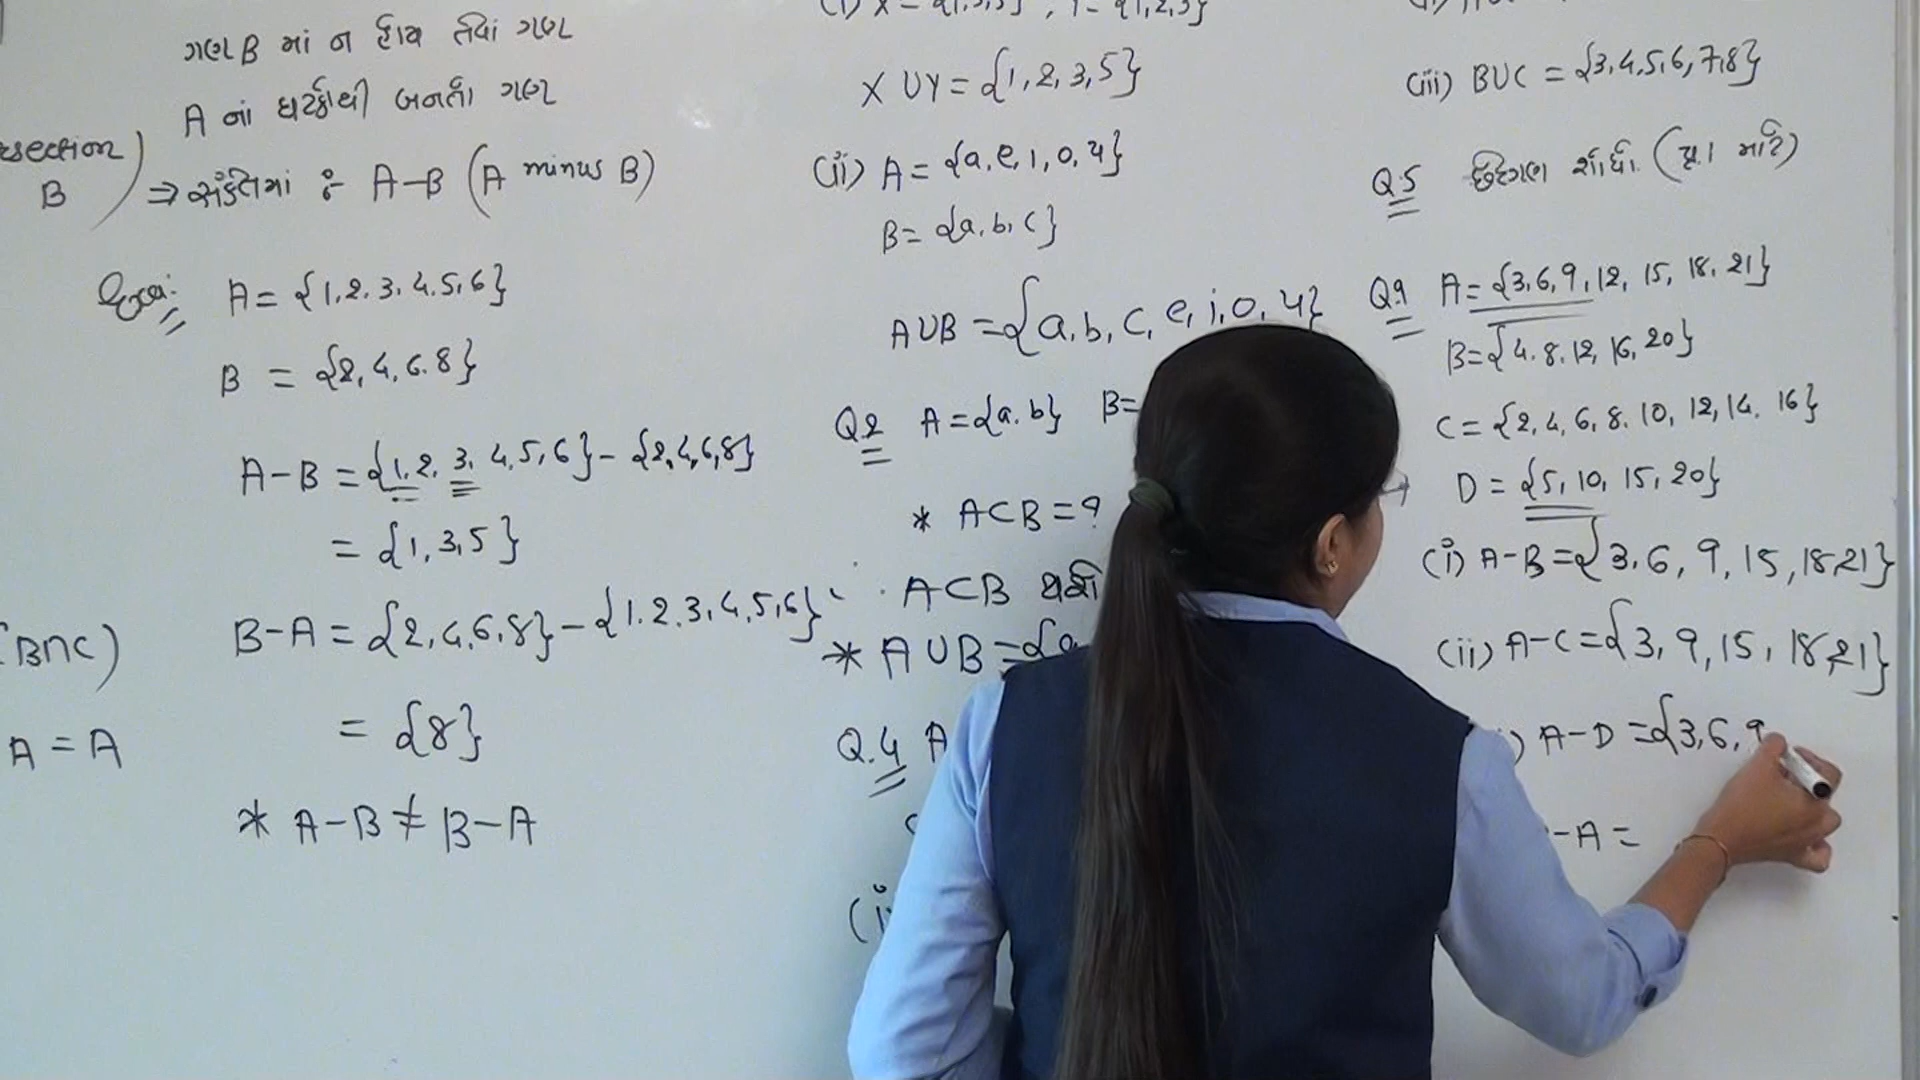 ગણ B માં ન હોય તેવાં ગણ
A નાં ઘટકોથી બનતો ગણ
section)
B
⇒ સંકેતમાં :- A-B (A minus B)
A = {1,2,3,4,5,6}
B = {2,4,6,8}
A-B = {1,2,3,4,5,6} - {2,4,6,8}
= {1,3,5}
(B∩C)
B-A = {2,4,6,8} - {1,2,3,4,5,6}
= {8}
A = A
* A-B ≠ B-A
X ∪ Y = {1,2,3,5}
(ii) A = {a,e,i,o,u}
B = {a,b,c}
A∪B = {a,b,c,e,i,o,u}
Q2 A = {a,b} B=
* A⊂B = ?
A⊂B થશે
* A∪B = {a
Q.4 A
(i
(iii) B∪C = {3,4,5,6,7,8}
Q.5 છેદગણ શોધો. (પ્ર.1 માટે)
Q9 A = {3,6,9,12,15,18,21}
B = {4,8,12,16,20}
C = {2,4,6,8,10,12,14,16}
D = {5,10,15,20}
(i) A-B = {3,6,9,15,18,21}
(ii) A-C = {3,9,15,18,21}
) A-D = {3,6,9
-A =